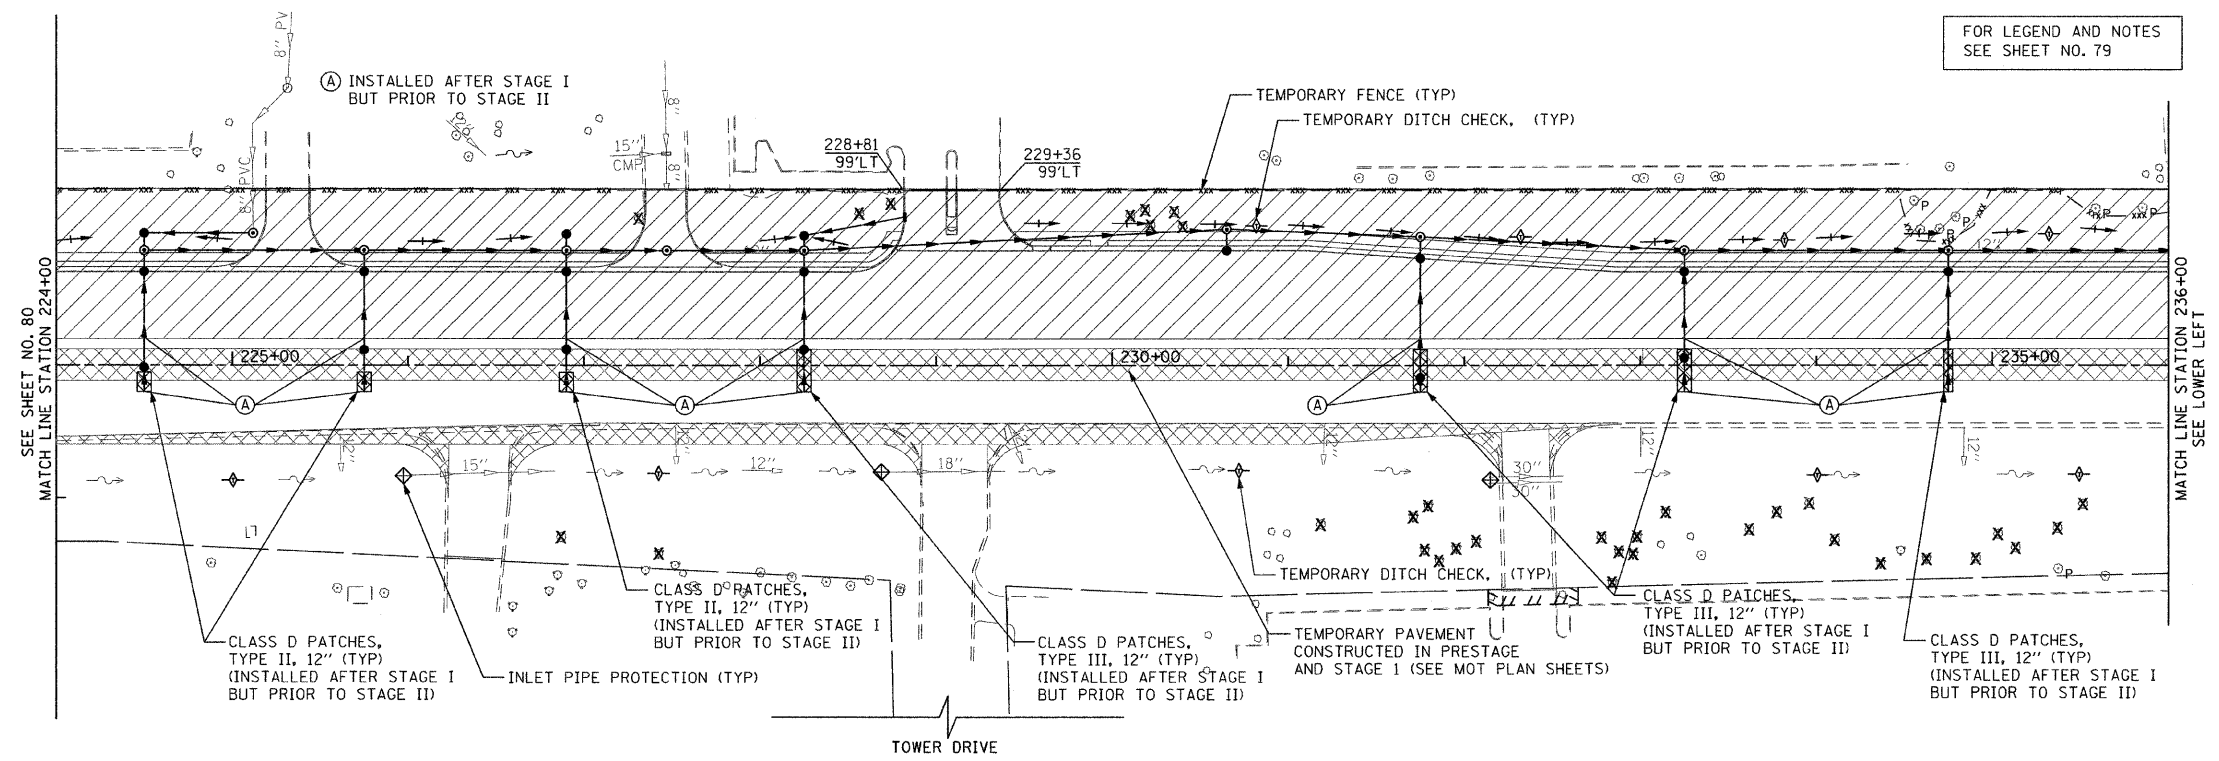 FOR LEGEND AND NOTES
SEE SHEET NO. 79
8" PV
Ⓐ INSTALLED AFTER STAGE I
BUT PRIOR TO STAGE II
TEMPORARY FENCE (TYP)
TEMPORARY DITCH CHECK, (TYP)
8"
15"
CMP
8"
228+81
99'LT
229+36
99'LT
8" PVC
12"
SEE SHEET NO. 80
MATCH LINE STATION 224+00
225+00
230+00
235+00
MATCH LINE STATION 236+00
SEE LOWER LEFT
A
A
A
A
12"
12"
12"
12"
12"
12"
15"
12"
18"
30"
30"
P
P
P
P
P
P
TEMPORARY DITCH CHECK, (TYP)
CLASS D PATCHES,
TYPE II, 12" (TYP)
(INSTALLED AFTER STAGE I
BUT PRIOR TO STAGE II)
CLASS D PATCHES,
TYPE III, 12" (TYP)
(INSTALLED AFTER STAGE I
BUT PRIOR TO STAGE II)
CLASS D PATCHES,
TYPE II, 12" (TYP)
(INSTALLED AFTER STAGE I
BUT PRIOR TO STAGE II)
INLET PIPE PROTECTION (TYP)
CLASS D PATCHES,
TYPE III, 12" (TYP)
(INSTALLED AFTER STAGE I
BUT PRIOR TO STAGE II)
TEMPORARY PAVEMENT
CONSTRUCTED IN PRESTAGE
AND STAGE 1 (SEE MOT PLAN SHEETS)
CLASS D PATCHES,
TYPE III, 12" (TYP)
(INSTALLED AFTER STAGE I
BUT PRIOR TO STAGE II)
TOWER DRIVE